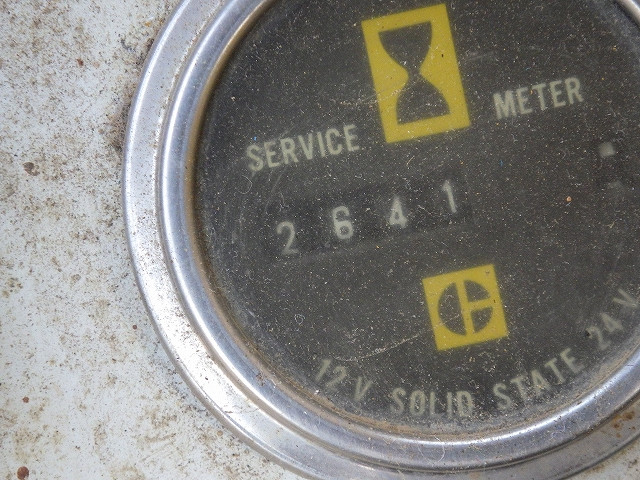 SERVICE METER
2641
12V SOLID STATE 24V